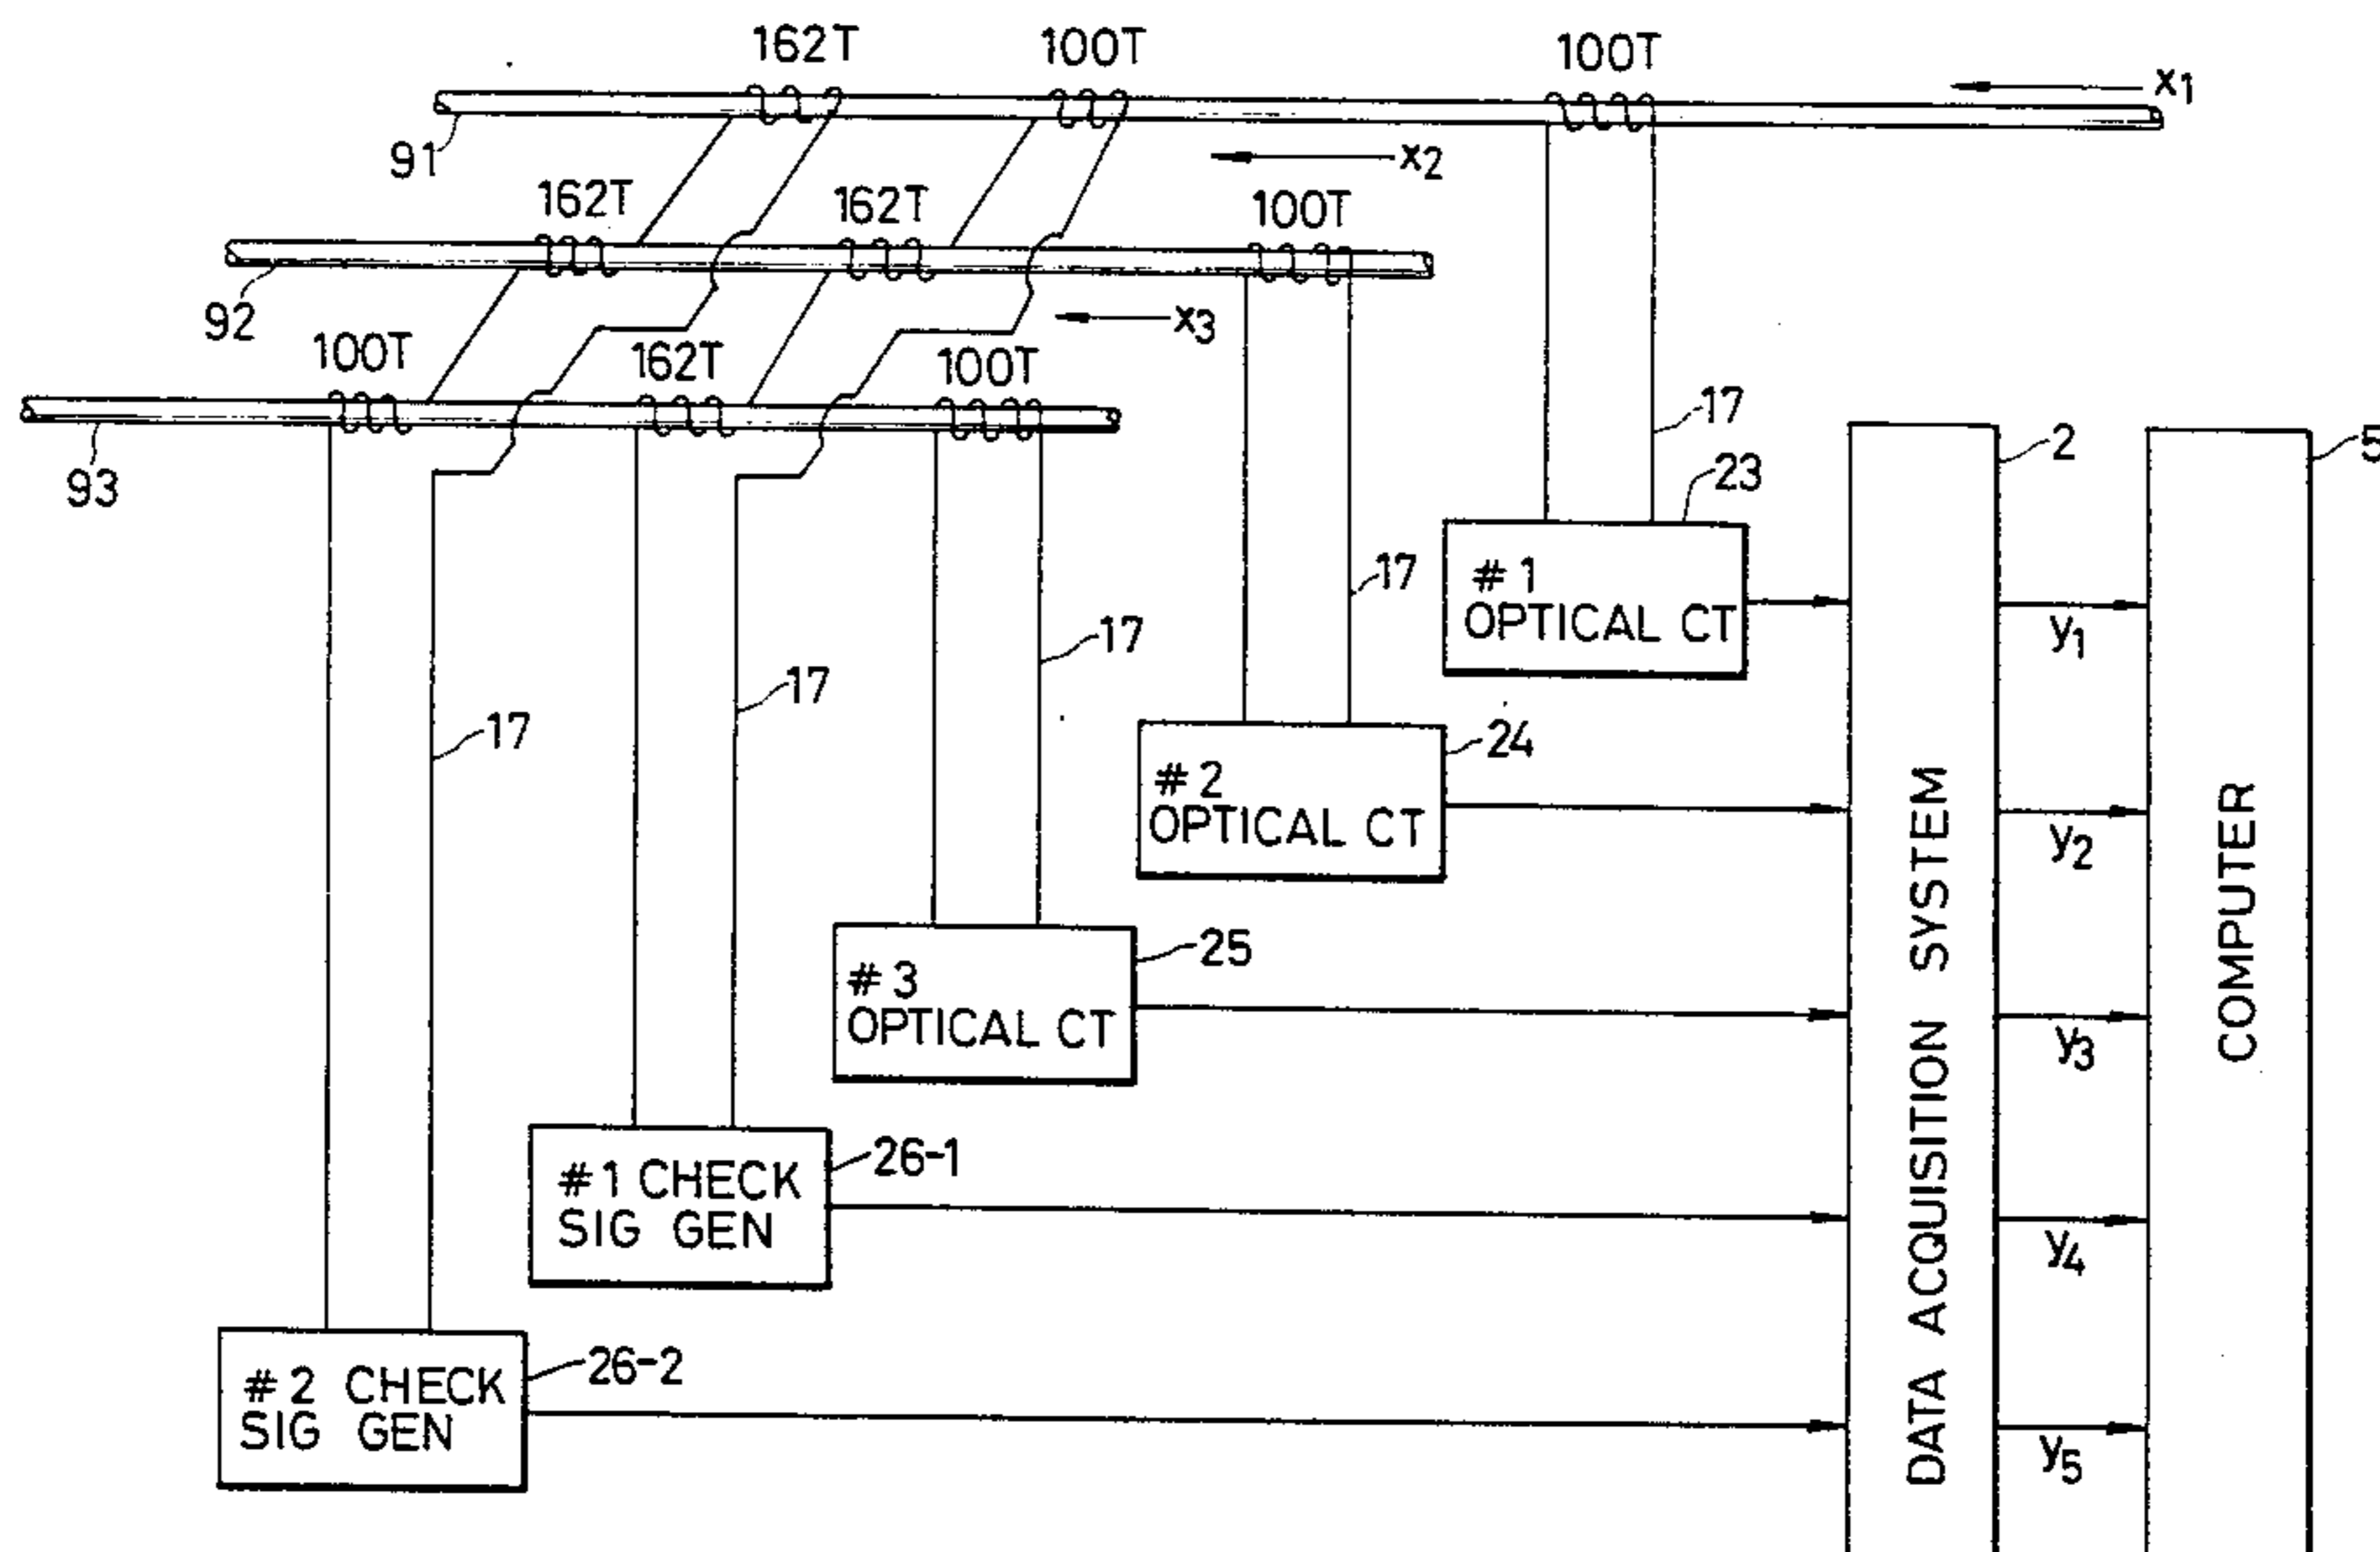 162T
100T
100T
x1
91
x2
162T
162T
100T
92
x3
100T
162T
100T
93
17
2
5
23
#1
OPTICAL CT
17
y1
17
17
17
24
#2
OPTICAL CT
y2
25
#3
OPTICAL CT
y3
26-1
#1 CHECK
SIG GEN
y4
26-2
#2 CHECK
SIG GEN
y5
DATA ACQUISITION SYSTEM
COMPUTER